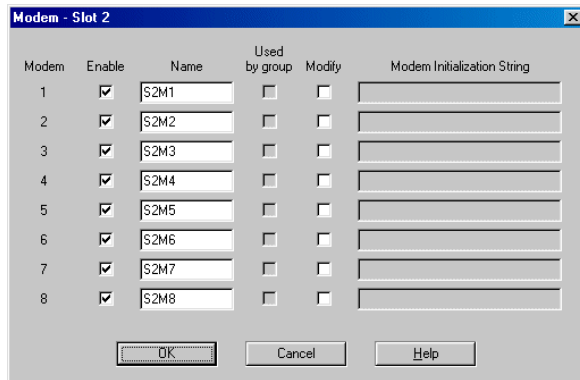 Modem - Slot 2
Modem Enable Name Used by group Modify Modem Initialization String
1 S2M1
2 S2M2
3 S2M3
4 S2M4
5 S2M5
6 S2M6
7 S2M7
8 S2M8
OK Cancel Help